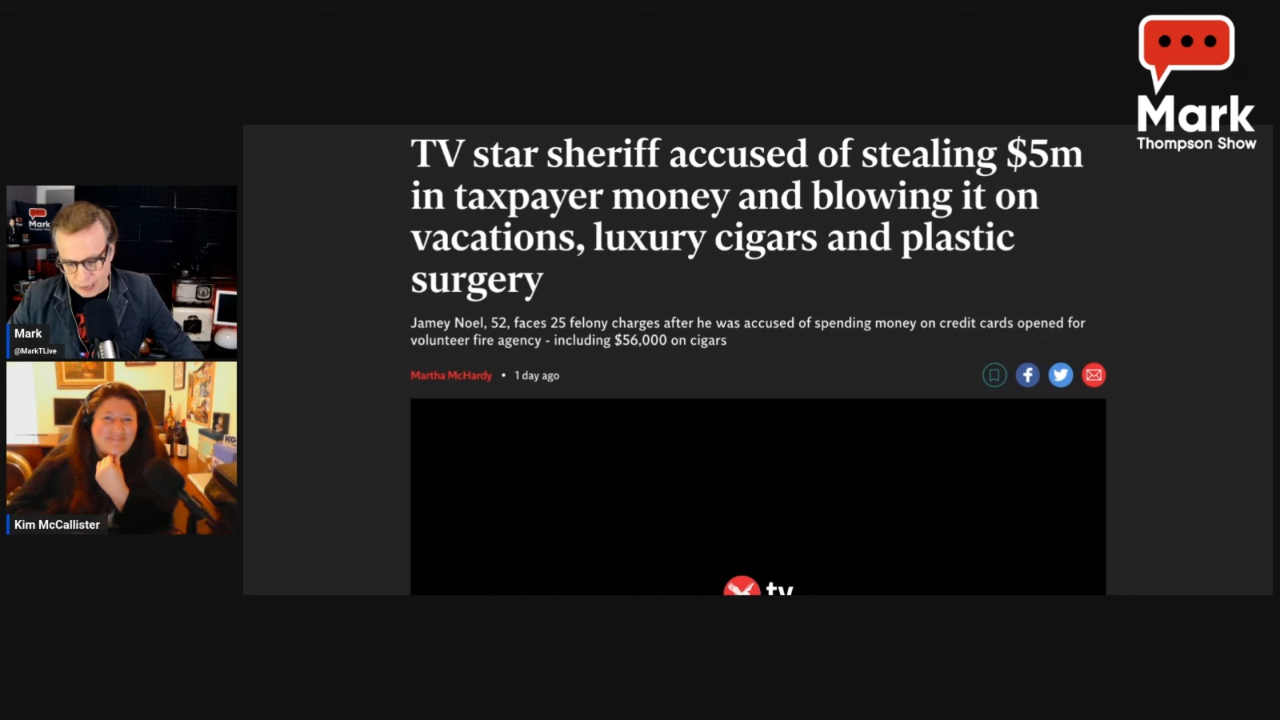 Mark
Thompson Show
TV star sheriff accused of stealing $5m
in taxpayer money and blowing it on
vacations, luxury cigars and plastic
surgery
Jamey Noel, 52, faces 25 felony charges after he was accused of spending money on credit cards opened for
volunteer fire agency - including $56,000 on cigars
Martha McHardy • 1 day ago
tv
Mark
Mark
@MarkTLive
KG
Kim McCallister